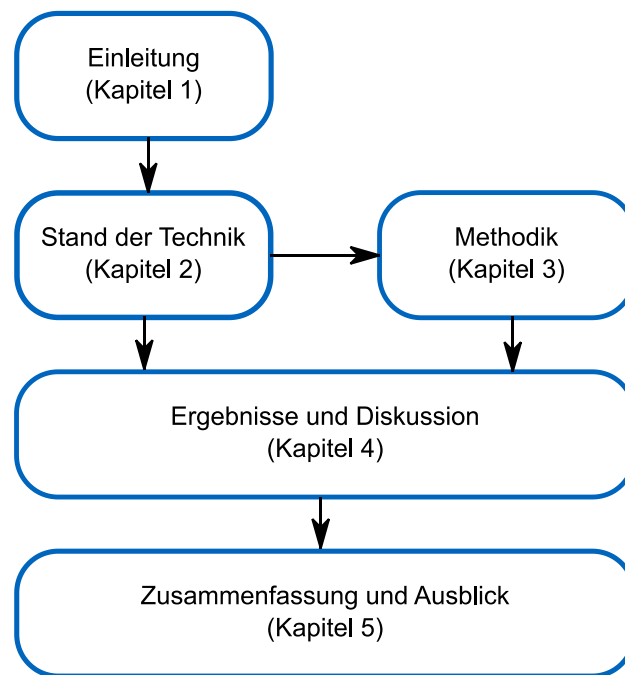 Einleitung
(Kapitel 1)
Stand der Technik
(Kapitel 2)
Methodik
(Kapitel 3)
Ergebnisse und Diskussion
(Kapitel 4)
Zusammenfassung und Ausblick
(Kapitel 5)